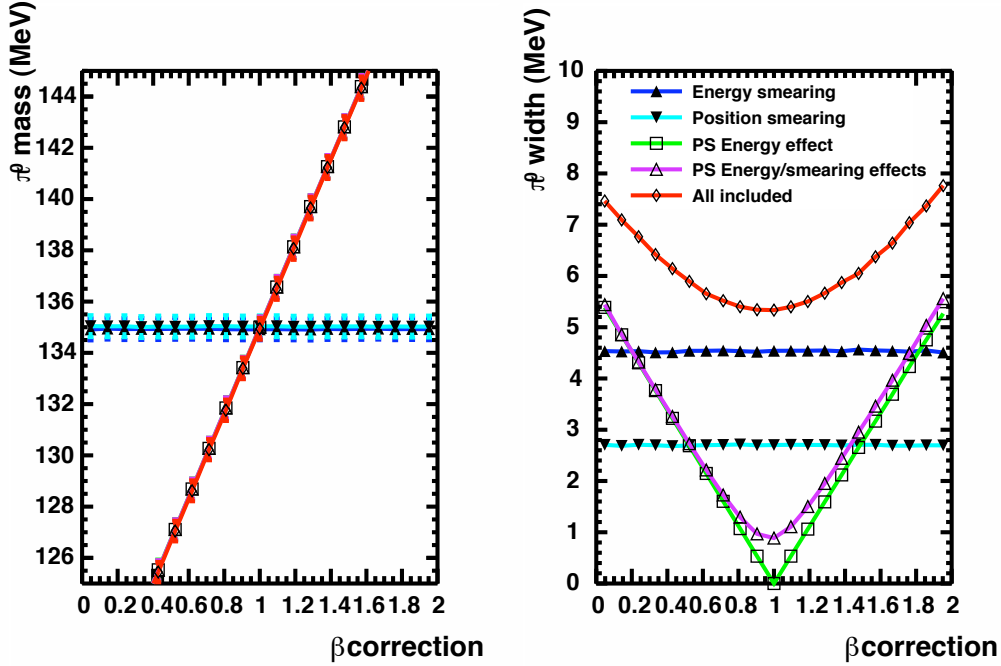 π⁰ mass (MeV)
144
142
140
138
136
134
132
130
128
126
0 0.2 0.4 0.6 0.8 1 1.2 1.4 1.6 1.8 2
βcorrection
π⁰ width (MeV)
10
9
8
7
6
5
4
3
2
1
0
Energy smearing
Position smearing
PS Energy effect
PS Energy/smearing effects
All included
0 0.2 0.4 0.6 0.8 1 1.2 1.4 1.6 1.8 2
βcorrection